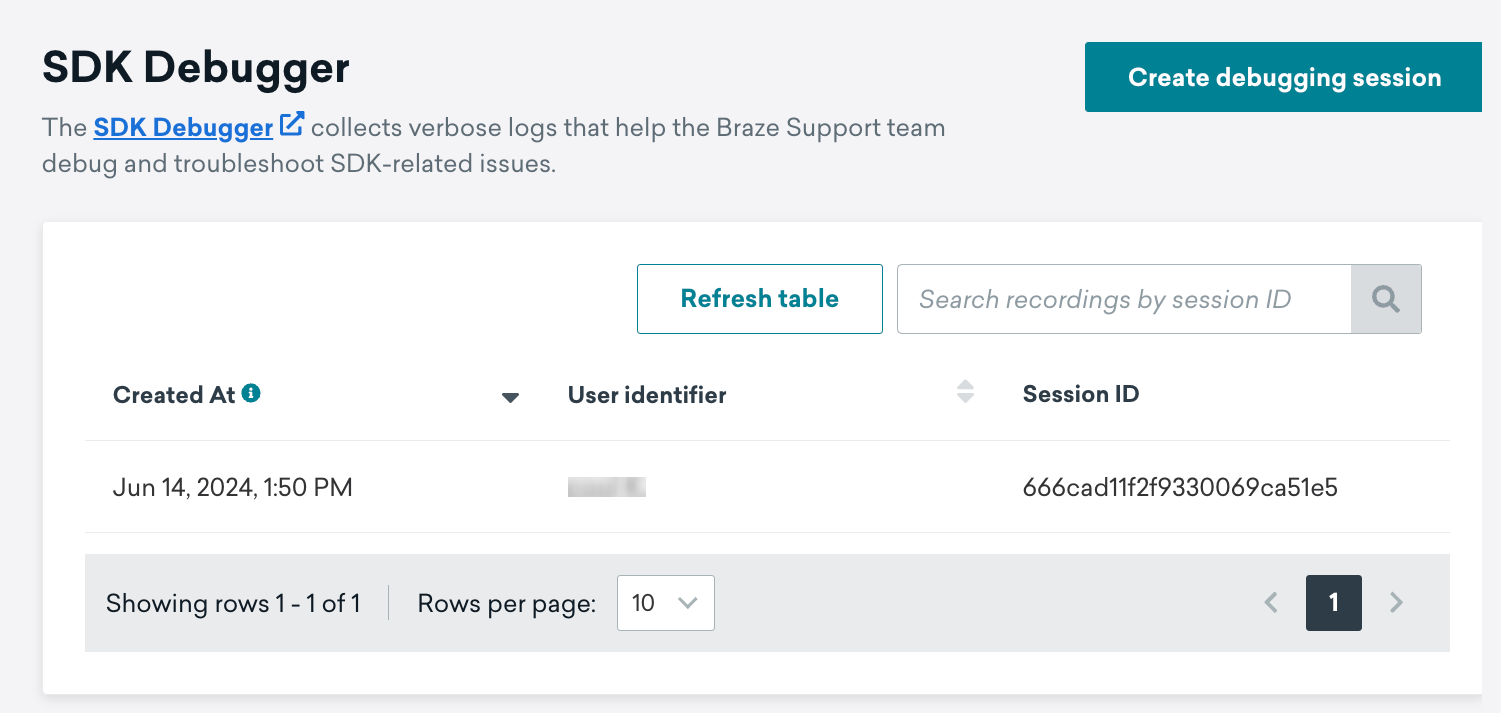 SDK Debugger
Create debugging session
The SDK Debugger collects verbose logs that help the Braze Support team
debug and troubleshoot SDK-related issues.
Refresh table
Search recordings by session ID
Created At User identifier Session ID
Jun 14, 2024, 1:50 PM 666cad11f2f9330069ca51e5
Showing rows 1 - 1 of 1 Rows per page: 10 1